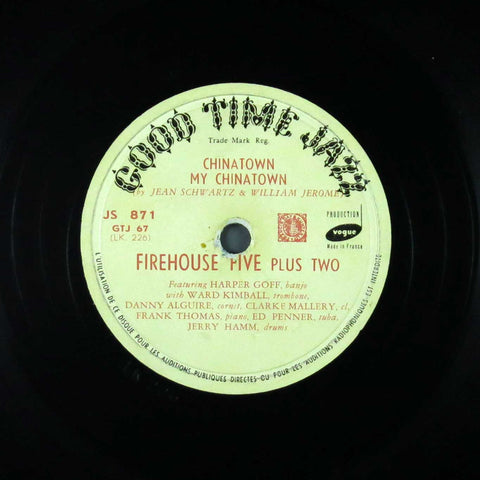 GOOD TIME JAZZ
Trade Mark Reg.
CHINATOWN
MY CHINATOWN
by JEAN SCHWARTZ & WILLIAM JEROME
JS 871
GTJ 67
(LK. 226)
PRODUCTION
vogue
Made in France
FIREHOUSE FIVE PLUS TWO
Featuring HARPER GOFF, banjo
with WARD KIMBALL, trombone,
DANNY ALGUIRE, cornet, CLARKE MALLERY, cl,
FRANK THOMAS, piano, ED PENNER, tuba,
JERRY HAMM, drums
L'UTILISATION DE CE DISQUE POUR LES AUDITIONS PUBLIQUES DIRECTES OU POUR LES AUDITIONS RADIOPHONIQUES EST INTERDITE